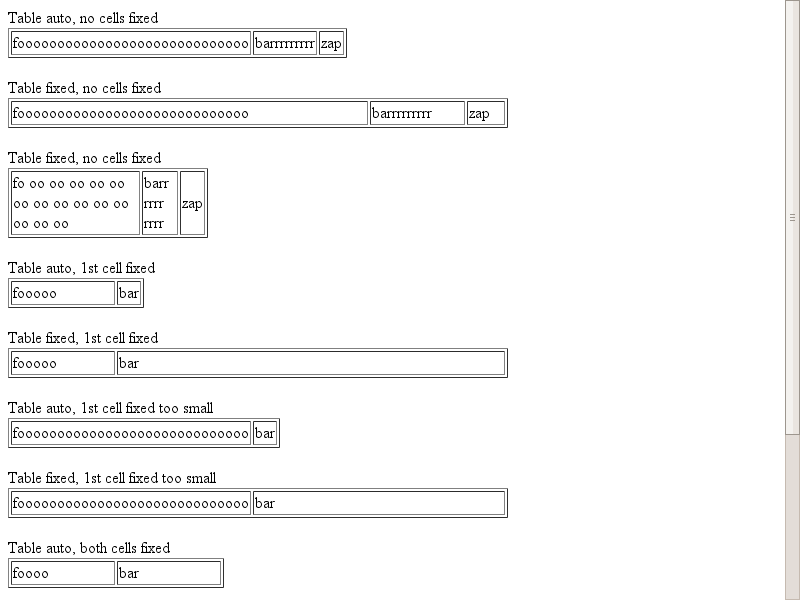 Table auto, no cells fixed
fooooooooooooooooooooooooooooo barrrrrrrrr zap
Table fixed, no cells fixed
fooooooooooooooooooooooooooooo barrrrrrrrr zap
Table fixed, no cells fixed
fo oo oo oo oo oo barr
oo oo oo oo oo oo rrrr zap
oo oo oo rrrr
Table auto, 1st cell fixed
fooooo bar
Table fixed, 1st cell fixed
fooooo bar
Table auto, 1st cell fixed too small
fooooooooooooooooooooooooooooo bar
Table fixed, 1st cell fixed too small
fooooooooooooooooooooooooooooo bar
Table auto, both cells fixed
foooo bar